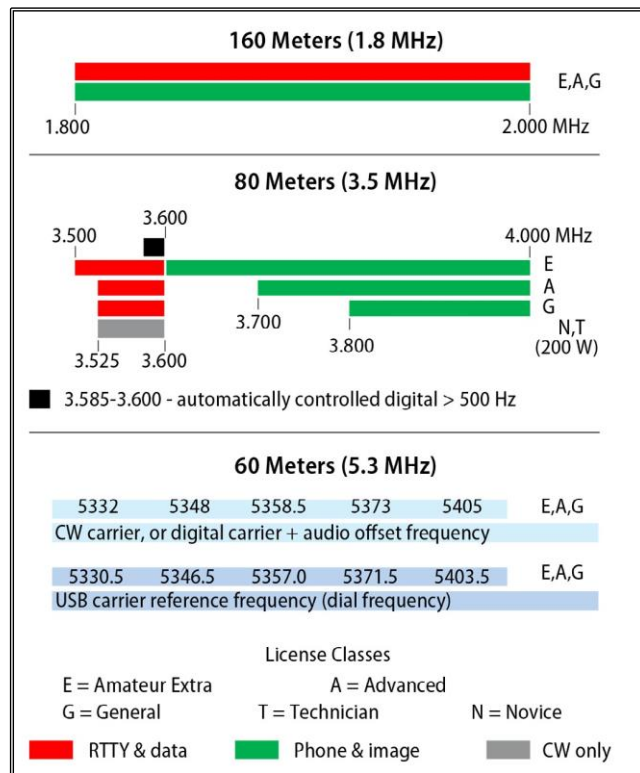 160 Meters (1.8 MHz)
E,A,G
1.800 2.000 MHz
80 Meters (3.5 MHz)
3.600
3.500 4.000 MHz
E
A
G
3.700
3.800
N,T
(200 W)
3.525 3.600
3.585-3.600 - automatically controlled digital > 500 Hz
60 Meters (5.3 MHz)
5332 5348 5358.5 5373 5405 E,A,G
CW carrier, or digital carrier + audio offset frequency
5330.5 5346.5 5357.0 5371.5 5403.5 E,A,G
USB carrier reference frequency (dial frequency)
License Classes
E = Amateur Extra A = Advanced
G = General T = Technician N = Novice
RTTY & data Phone & image CW only